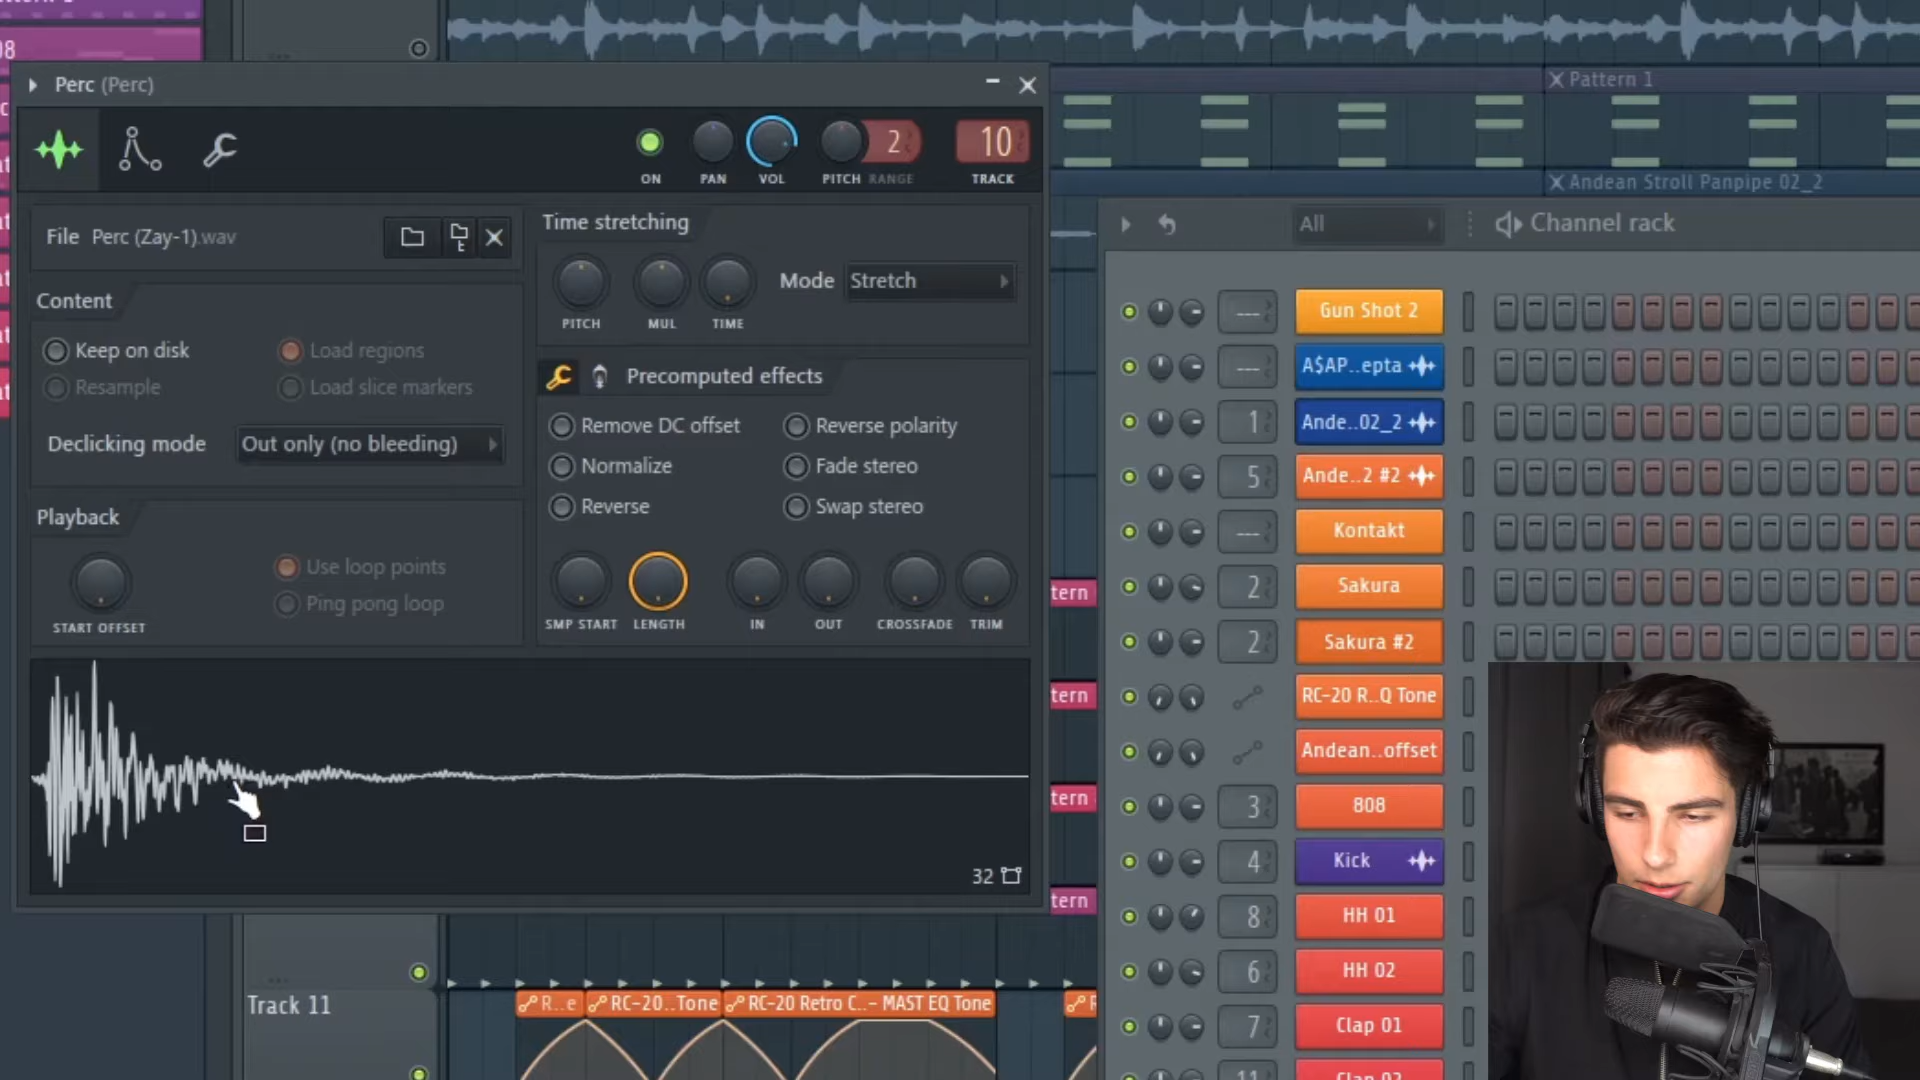 08
Perc (Perc)
ON
PAN
VOL
PITCH
RANGE
2
10
TRACK
File Perc (Zay-1).wav
Content
Keep on disk
Load regions
Resample
Load slice markers
Declicking mode
Out only (no bleeding)
Playback
START OFFSET
Use loop points
Ping pong loop
Time stretching
PITCH
MUL
TIME
Mode
Stretch
Precomputed effects
Remove DC offset
Reverse polarity
Normalize
Fade stereo
Reverse
Swap stereo
SMP START
LENGTH
IN
OUT
CROSSFADE
TRIM
32
Pattern 1
Andean Stroll Panpipe 02_2
All
Channel rack
--- Gun Shot 2
--- A$AP..epta
1 Ande..02_2
5 Ande..2 #2
--- Kontakt
2 Sakura
2 Sakura #2
RC-20 R..Q Tone
Andean..offset
3 808
4 Kick
8 HH 01
6 HH 02
7 Clap 01
11 Clap 02
tern
tern
tern
tern
Track 11
R..e
RC-20..Tone
RC-20 Retro C..- MAST EQ Tone